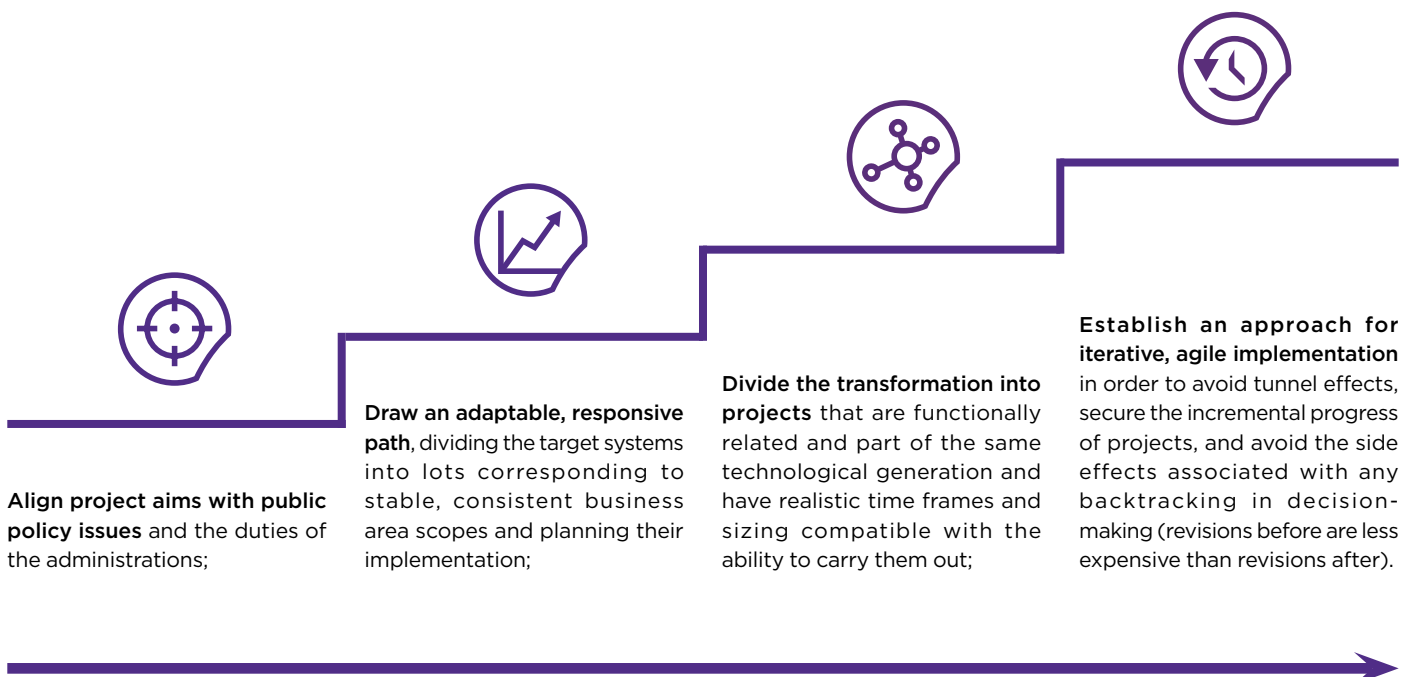 Align project aims with public
policy issues and the duties of
the administrations;
Draw an adaptable, responsive
path, dividing the target systems
into lots corresponding to
stable, consistent business
area scopes and planning their
implementation;
Divide the transformation into
projects that are functionally
related and part of the same
technological generation and
have realistic time frames and
sizing compatible with the
ability to carry them out;
Establish an approach for
iterative, agile implementation
in order to avoid tunnel effects,
secure the incremental progress
of projects, and avoid the side
effects associated with any
backtracking in decision-
making (revisions before are less
expensive than revisions after).